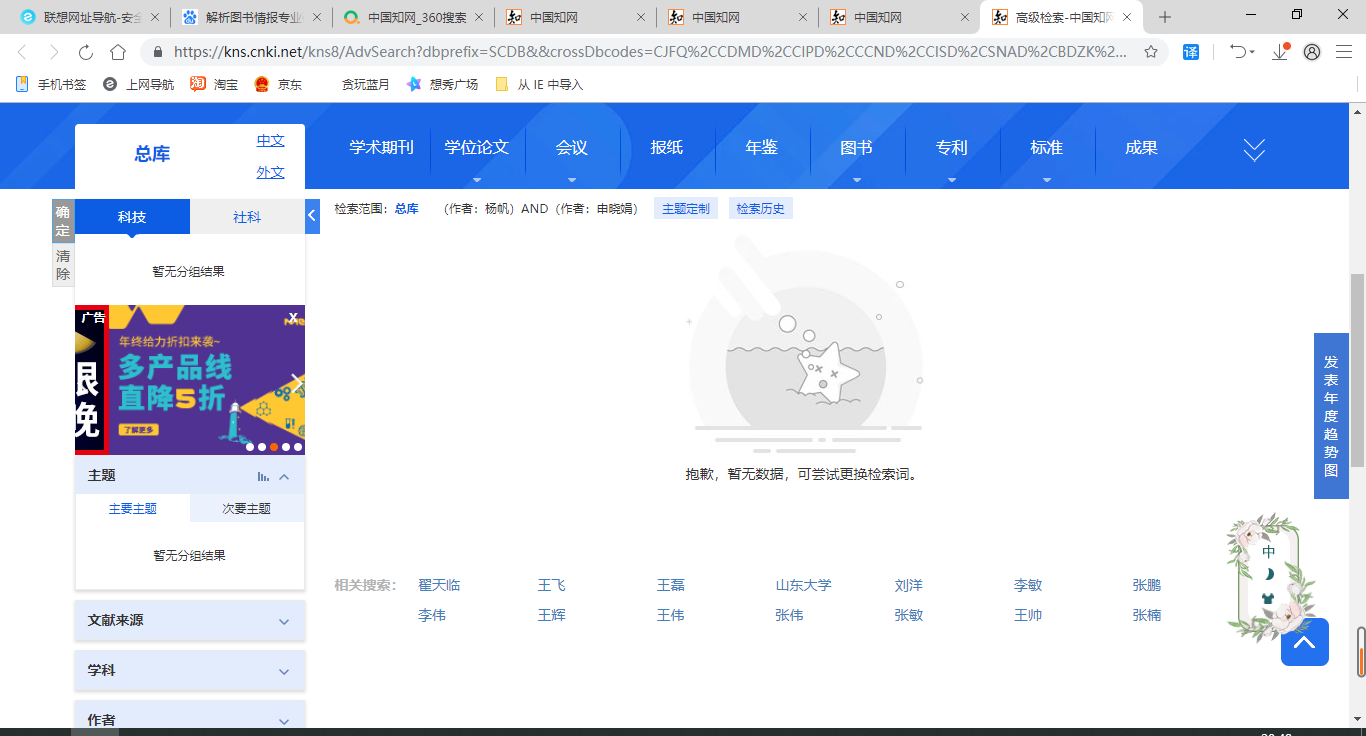 联想网址导航-安全
解析图书情报专业
中国知网_360搜索
中国知网
中国知网
中国知网
高级检索-中国知网
https://kns.cnki.net/kns8/AdvSearch?dbprefix=SCDB&&crossDbcodes=CJFQ%2CCDMD%2CCIPD%2CCCND%2CCISD%2CSNAD%2CBDZK%2...
译
手机书签
上网导航
淘
淘宝
京东
贪玩蓝月
想秀广场
从 IE 中导入
总库
中文
外文
学术期刊
学位论文
会议
报纸
年鉴
图书
专利
标准
成果
确定
清除
科技
社科
检索范围：总库
（作者：杨帆）AND（作者：申晓娟）
主题定制
检索历史
暂无分组结果
广告
X
年终给力折扣来袭~
多产品线
直降5折
了解更多
晚
主题
主要主题
次要主题
暂无分组结果
文献来源
学科
作者
抱歉，暂无数据，可尝试更换检索词。
相关搜索：
翟天临
王飞
王磊
山东大学
刘洋
李敏
张鹏
李伟
王辉
王伟
张伟
张敏
王帅
张楠
发表年度趋势图
中